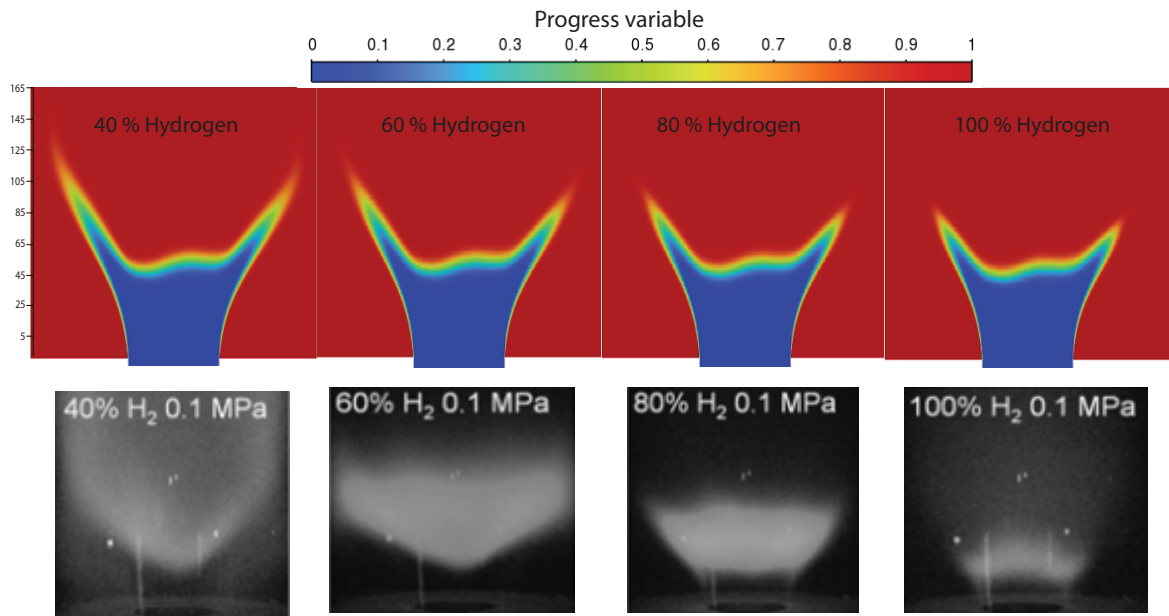 Progress variable
0 0.1 0.2 0.3 0.4 0.5 0.6 0.7 0.8 0.9 1
165
145
125
105
85
65
45
25
5
40 % Hydrogen
60 % Hydrogen
80 % Hydrogen
100 % Hydrogen
40% H₂ 0.1 MPa
60% H₂ 0.1 MPa
80% H₂ 0.1 MPa
100% H₂ 0.1 MPa